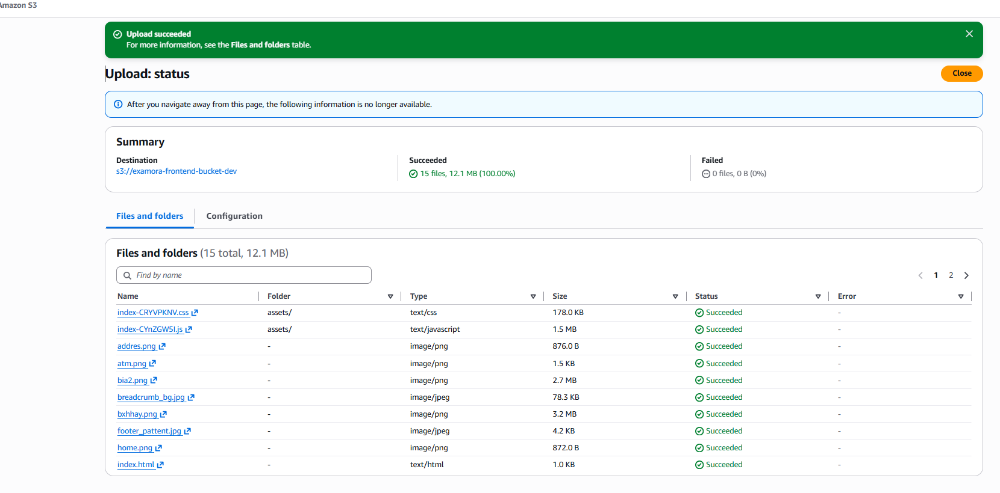 Amazon S3
Upload succeeded
For more information, see the Files and folders table.
Upload: status
Close
After you navigate away from this page, the following information is no longer available.
Summary
Destination
s3://examora-frontend-bucket-dev
Succeeded
15 files, 12.1 MB (100.00%)
Failed
0 files, 0 B (0%)
Files and folders
Configuration
Files and folders (15 total, 12.1 MB)
Find by name
1 2
Name Folder Type Size Status Error
index-CRYVPKNV.css assets/ text/css 178.0 KB Succeeded -
index-CYnZGW5I.js assets/ text/javascript 1.5 MB Succeeded -
addres.png - image/png 876.0 B Succeeded -
atm.png - image/png 1.5 KB Succeeded -
bia2.png - image/png 2.7 MB Succeeded -
breadcrumb_bg.jpg - image/jpeg 78.3 KB Succeeded -
bxhhay.png - image/png 3.2 MB Succeeded -
footer_pattent.jpg - image/jpeg 4.2 KB Succeeded -
home.png - image/png 872.0 B Succeeded -
index.html - text/html 1.0 KB Succeeded -